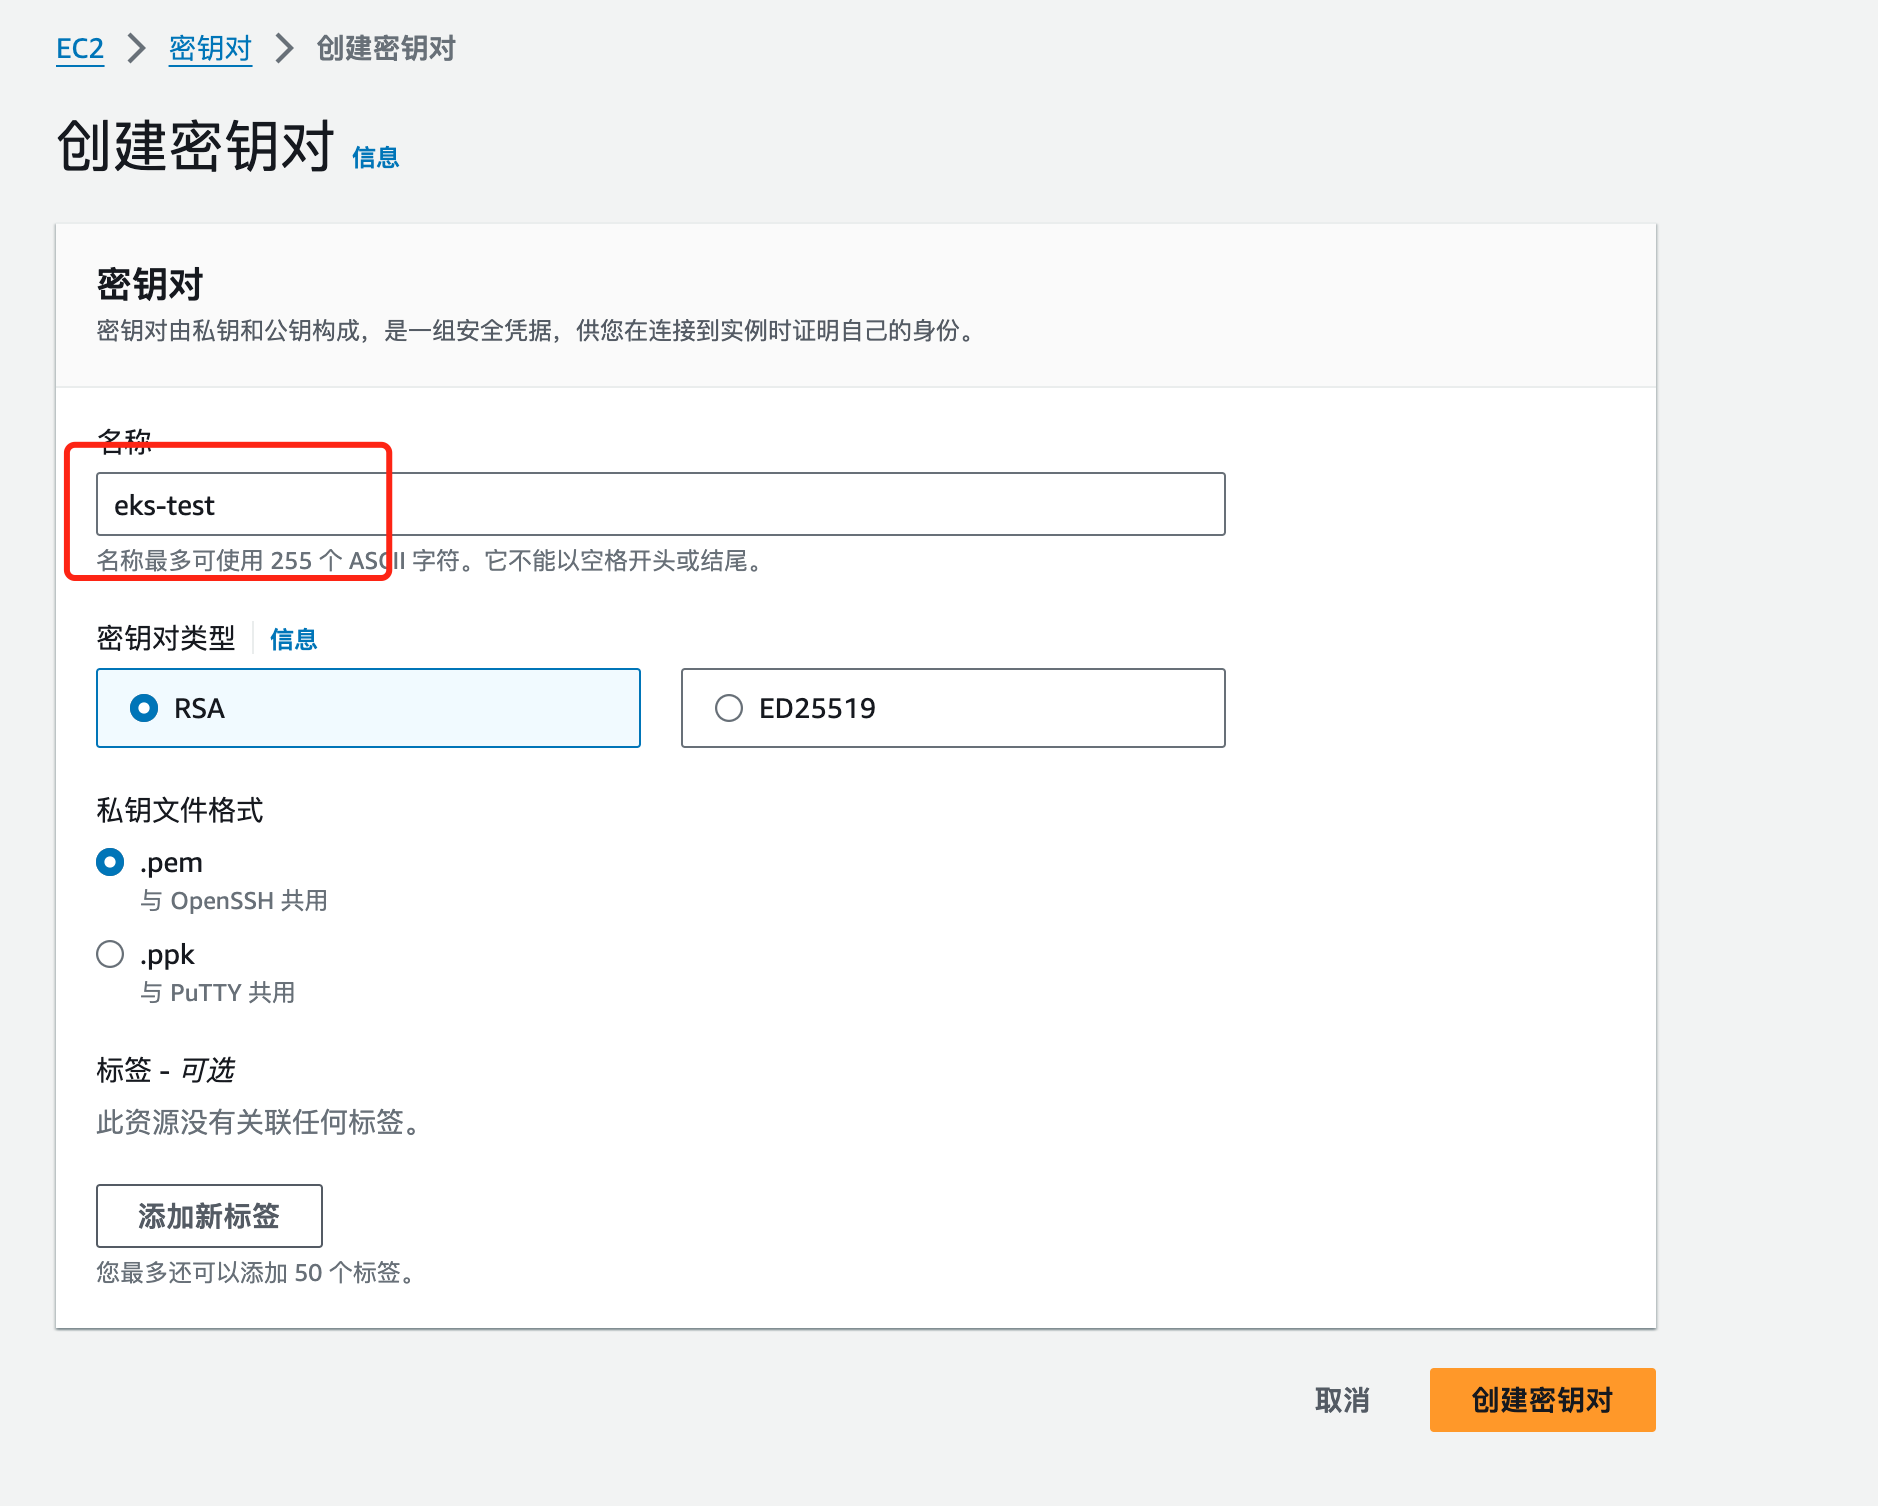 EC2 > 密钥对 > 创建密钥对
创建密钥对 信息
密钥对
密钥对由私钥和公钥构成，是一组安全凭据，供您在连接到实例时证明自己的身份。
名称
eks-test
名称最多可使用 255 个 ASCII 字符。它不能以空格开头或结尾。
密钥对类型 信息
RSA ED25519
私钥文件格式
.pem
与 OpenSSH 共用
.ppk
与 PuTTY 共用
标签 - 可选
此资源没有关联任何标签。
添加新标签
您最多还可以添加 50 个标签。
取消 创建密钥对